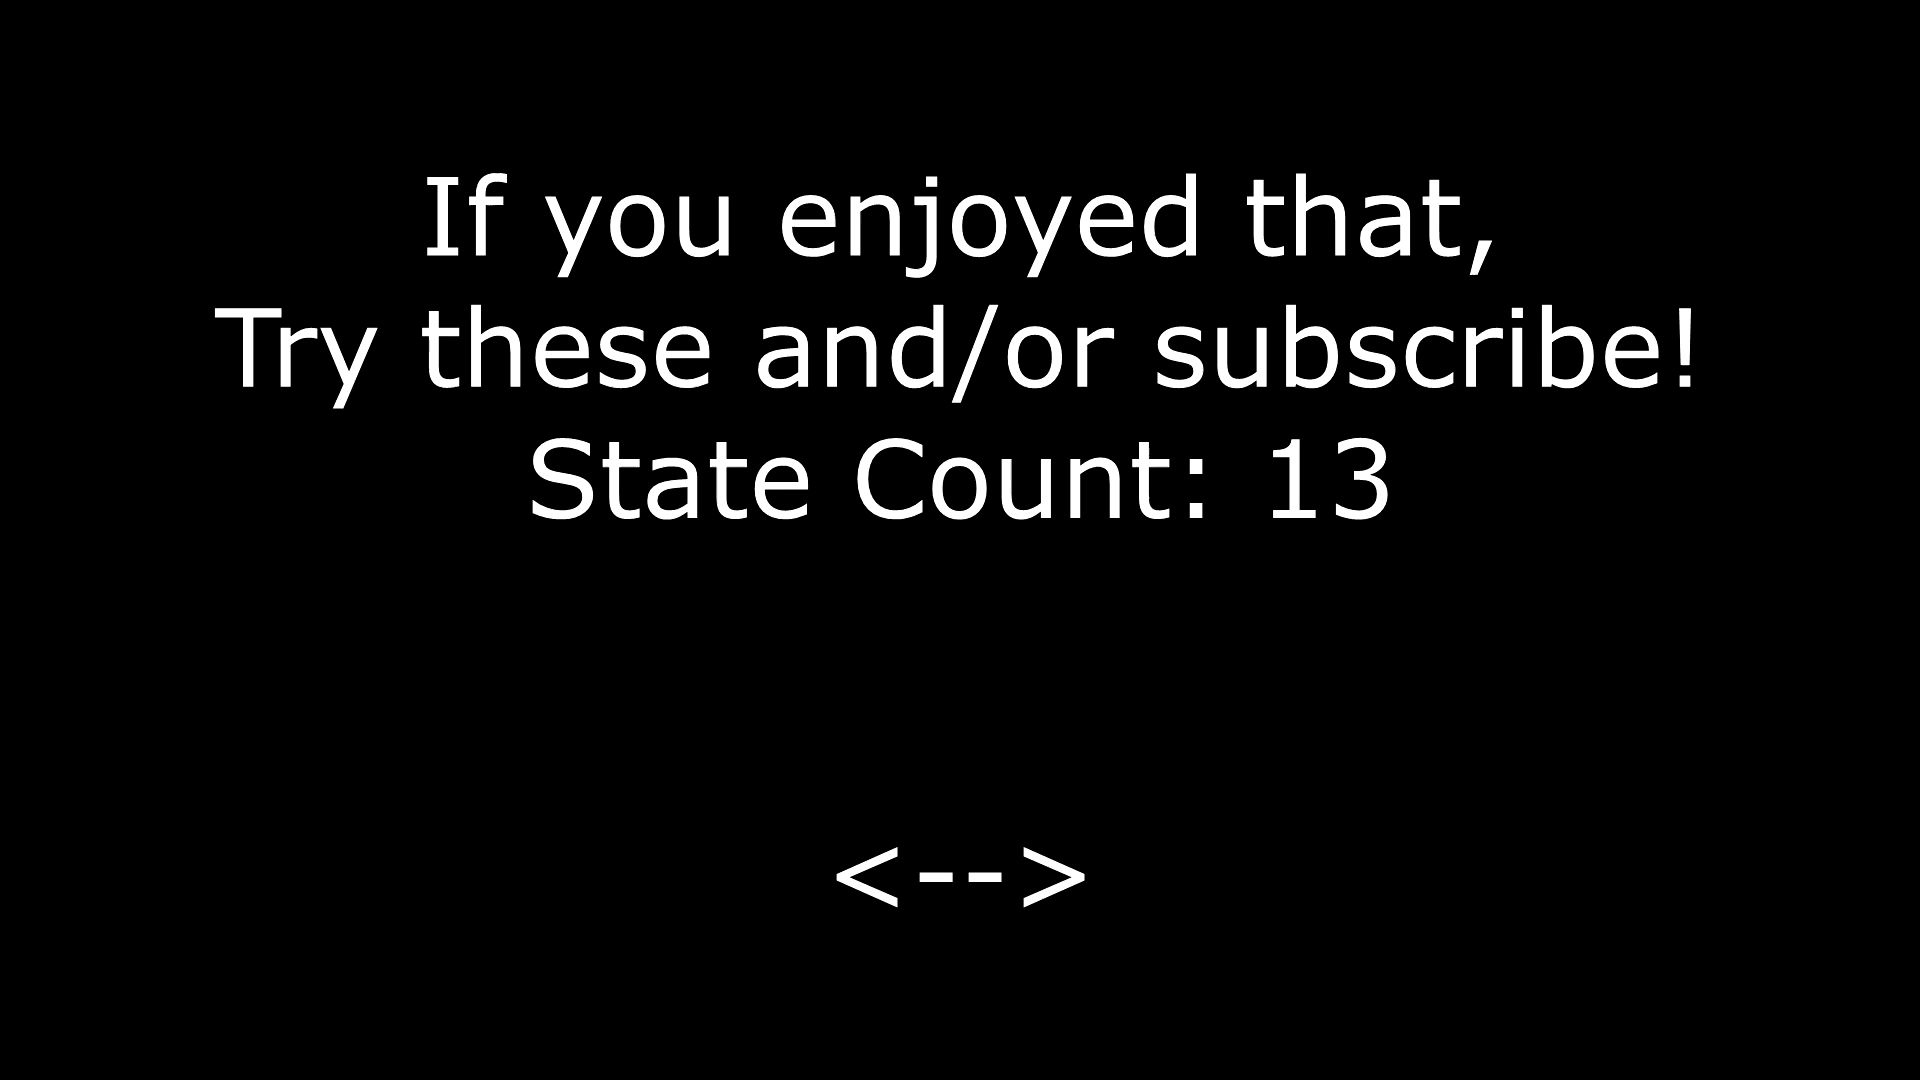 If you enjoyed that,
Try these and/or subscribe!
State Count: 13
<-->